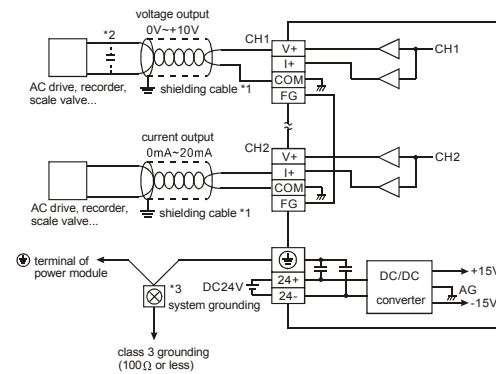 voltage output
0V~+10V
*2
CH1
V+
I+
COM
FG
CH1
AC drive, recorder,
scale valve...
shielding cable *1
current output
0mA~20mA
CH2
V+
I+
COM
FG
CH2
AC drive, recorder,
scale valve...
shielding cable *1
terminal of
power module
*3
system grounding
DC24V
24+
24-
DC/DC
converter
+15V
AG
-15V
class 3 grounding
(100Ω or less)